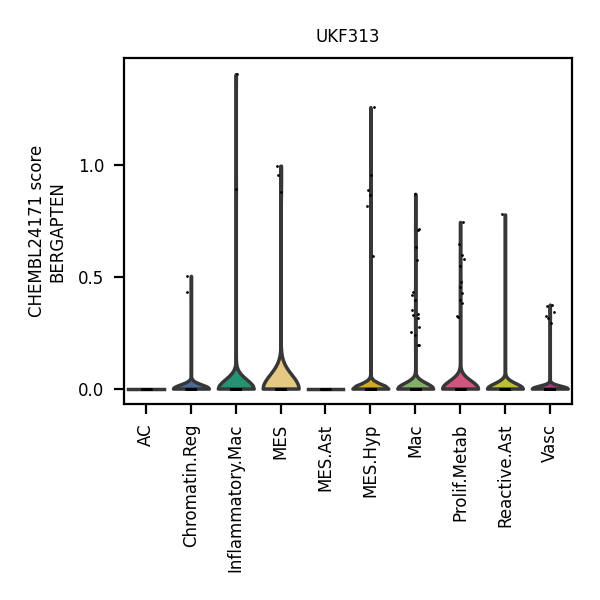 UKF313
CHEMBL24171 score
BERGAPTEN
1.0
0.5
0.0
AC
Chromatin.Reg
Inflammatory.Mac
MES
MES.Ast
MES.Hyp
Mac
Prolif.Metab
Reactive.Ast
Vasc